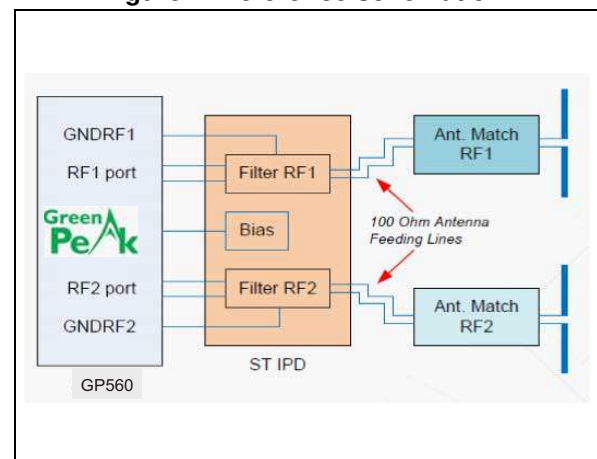 GNDRF1
RF1 port
Green
Peak
RF2 port
GNDRF2
GP560
Filter RF1
Bias
Filter RF2
ST IPD
100 Ohm Antenna
Feeding Lines
Ant. Match
RF1
Ant. Match
RF2